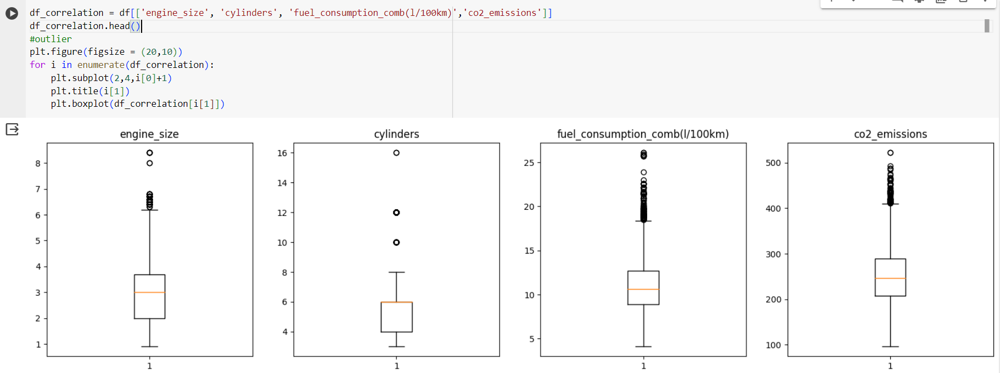 df_correlation = df[['engine_size', 'cylinders', 'fuel_consumption_comb(l/100km)','co2_emissions']]
df_correlation.head()
#outlier
plt.figure(figsize = (20,10))
for i in enumerate(df_correlation):
    plt.subplot(2,4,i[0]+1)
    plt.title(i[1])
    plt.boxplot(df_correlation[i[1]])
engine_size
8
7
6
5
4
3
2
1
1
cylinders
16
14
12
10
8
6
4
1
fuel_consumption_comb(l/100km)
25
20
15
10
5
1
co2_emissions
500
400
300
200
100
1